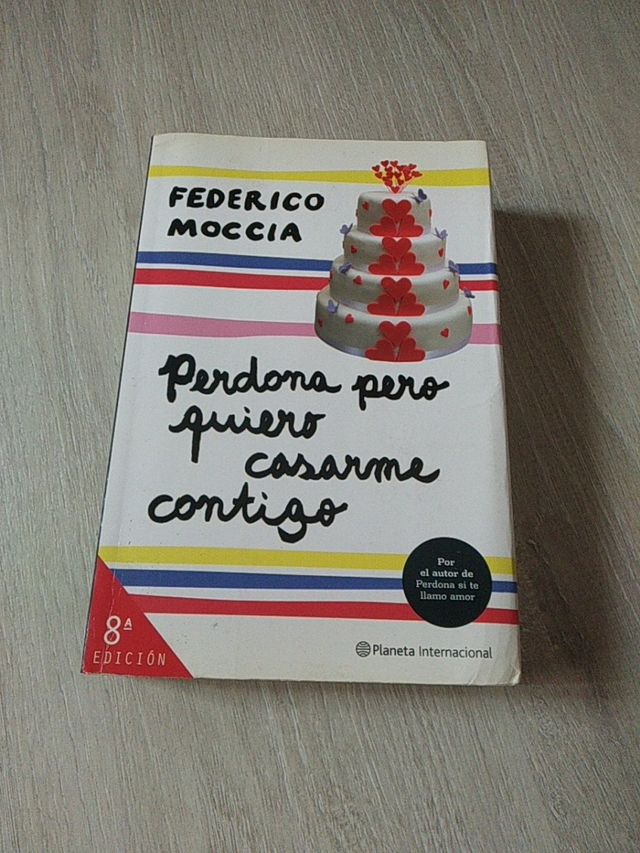 FEDERICO
MOCCIA
Perdona pero
quiero
casarme
contigo
Por
el autor de
Perdona si te
llamo amor
8ª
EDICIÓN
Planeta Internacional